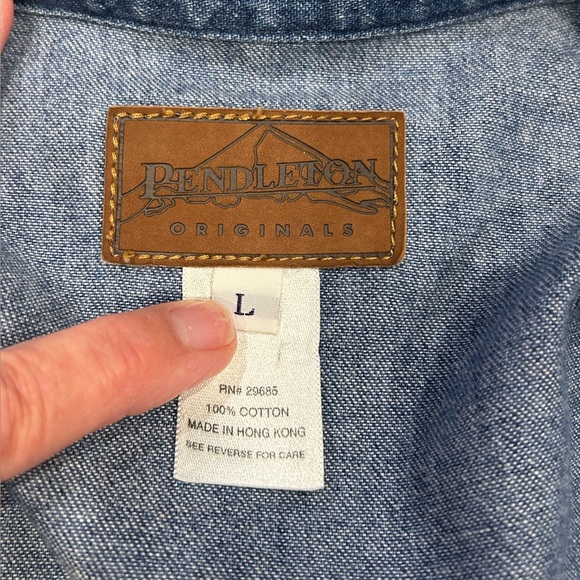 PENDLETON
ORIGINALS
L
RN# 29685
100% COTTON
MADE IN HONG KONG
SEE REVERSE FOR CARE